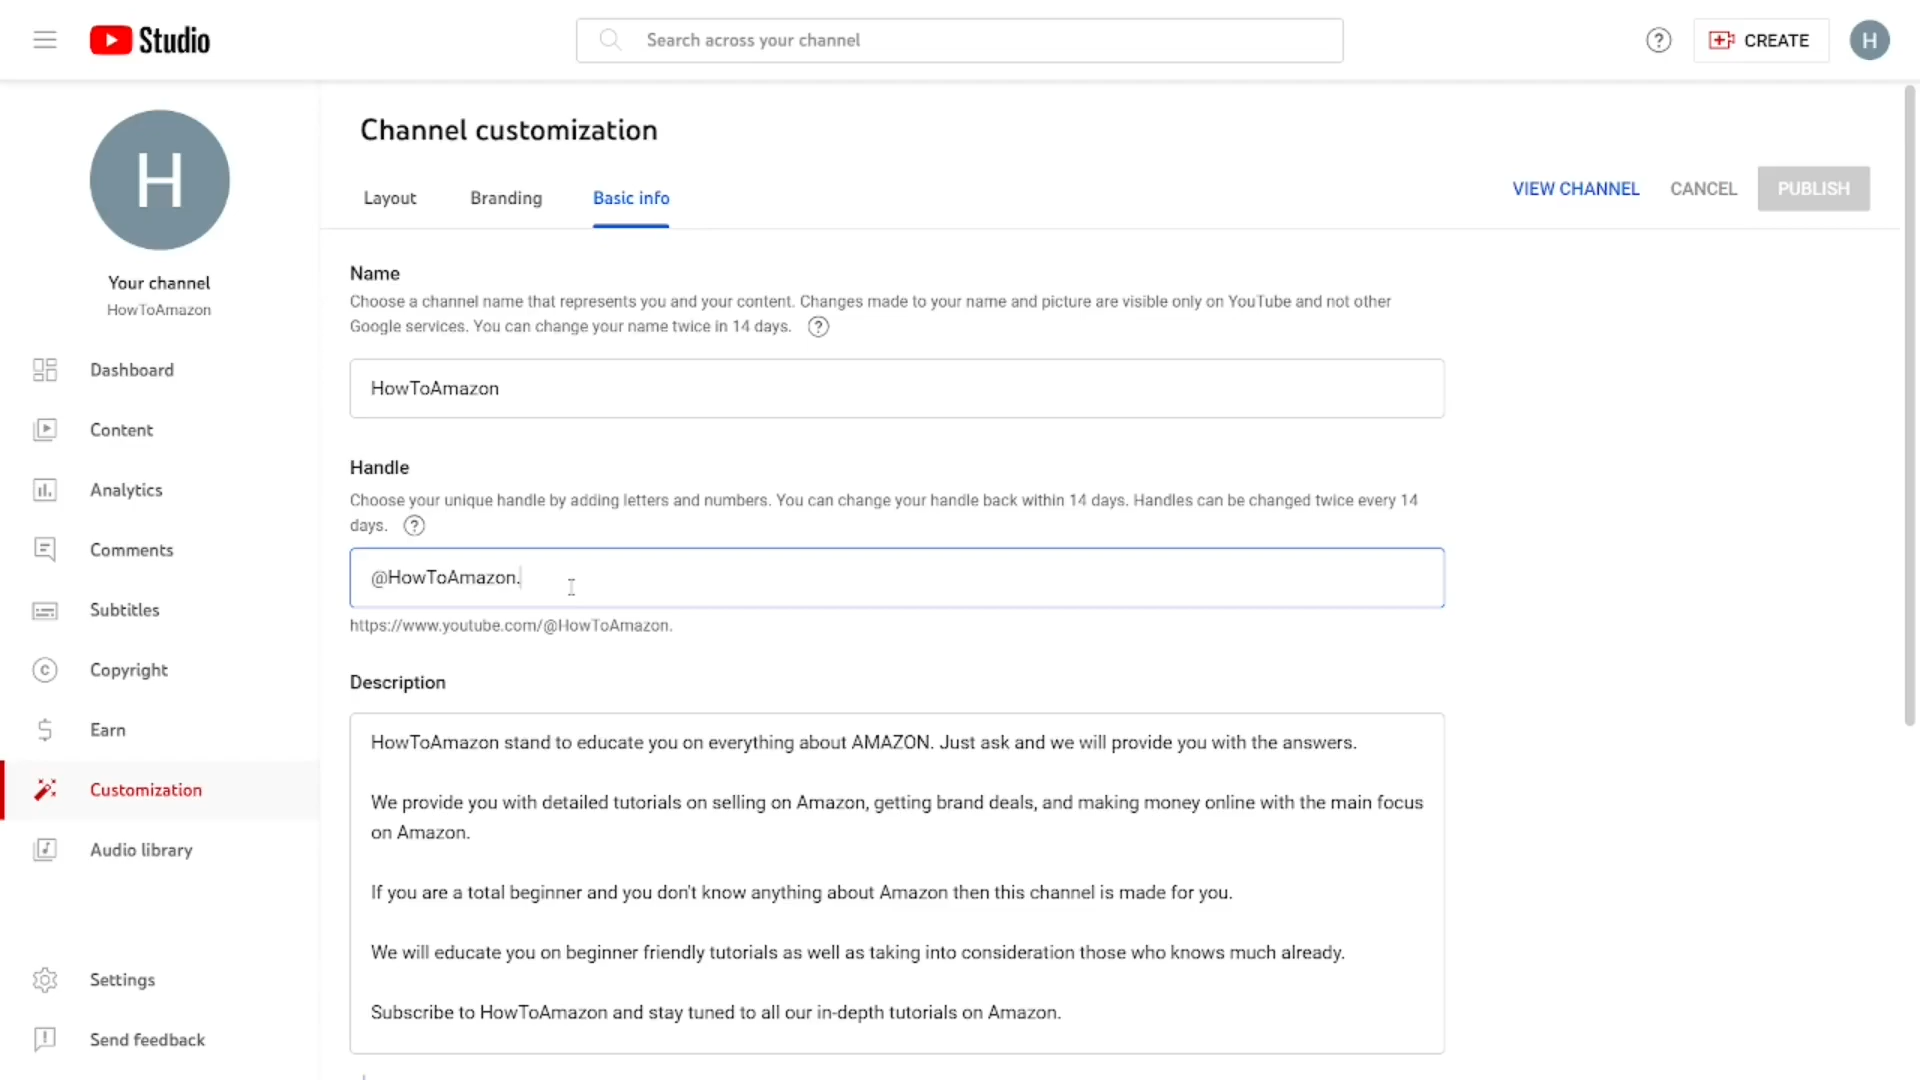 Studio
Search across your channel
?
CREATE
H
H
Your channel
HowToAmazon
Dashboard
Content
Analytics
Comments
Subtitles
Copyright
Earn
Customization
Audio library
Settings
Send feedback
Channel customization
Layout
Branding
Basic info
VIEW CHANNEL
CANCEL
PUBLISH
Name
Choose a channel name that represents you and your content. Changes made to your name and picture are visible only on YouTube and not other
Google services. You can change your name twice in 14 days. ?
HowToAmazon
Handle
Choose your unique handle by adding letters and numbers. You can change your handle back within 14 days. Handles can be changed twice every 14
days. ?
@HowToAmazon.
https://www.youtube.com/@HowToAmazon.
Description
HowToAmazon stand to educate you on everything about AMAZON. Just ask and we will provide you with the answers.
We provide you with detailed tutorials on selling on Amazon, getting brand deals, and making money online with the main focus
on Amazon.
If you are a total beginner and you don't know anything about Amazon then this channel is made for you.
We will educate you on beginner friendly tutorials as well as taking into consideration those who knows much already.
Subscribe to HowToAmazon and stay tuned to all our in-depth tutorials on Amazon.